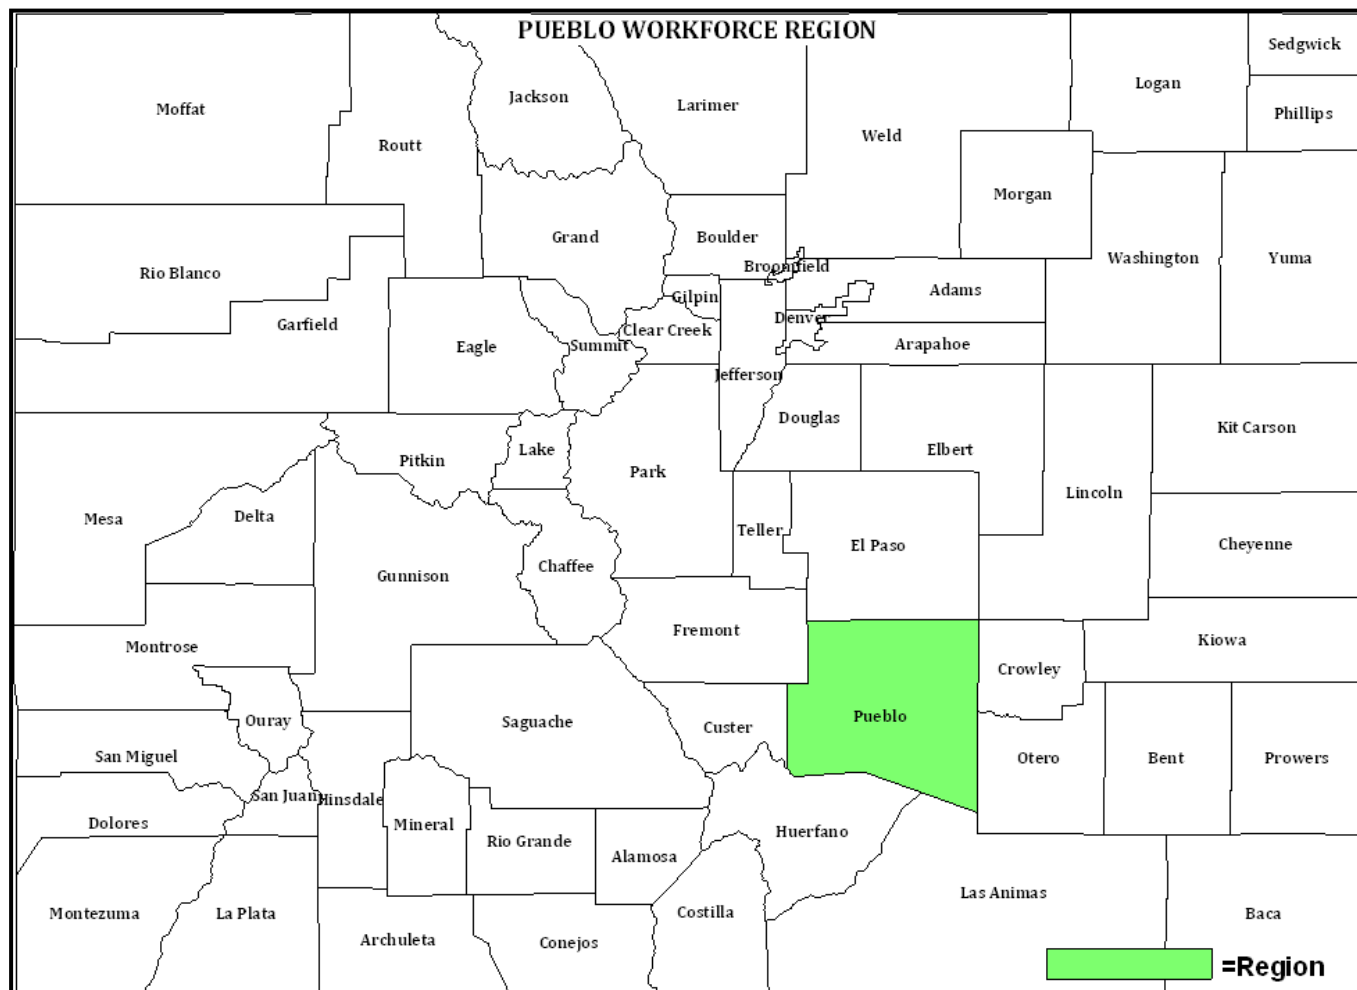 PUEBLO WORKFORCE REGION
Sedgwick
Logan
Jackson
Larimer
Moffat
Phillips
Weld
Routt
Morgan
Grand
Boulder
Washington
Yuma
Broomfield
Rio Blanco
Adams
Gilpin
Denver
Garfield
Clear Creek
Summit
Eagle
Arapahoe
Jefferson
Douglas
Kit Carson
Lake
Elbert
Pitkin
Park
Lincoln
Mesa
Delta
Teller
El Paso
Cheyenne
Chaffee
Gunnison
Fremont
Kiowa
Montrose
Crowley
Pueblo
Ouray
Saguache
Custer
San Miguel
Otero
Bent
Prowers
San Juan
Hinsdale
Dolores
Mineral
Huerfano
Rio Grande
Alamosa
Las Animas
Montezuma
La Plata
Costilla
Baca
Archuleta
Conejos
=Region